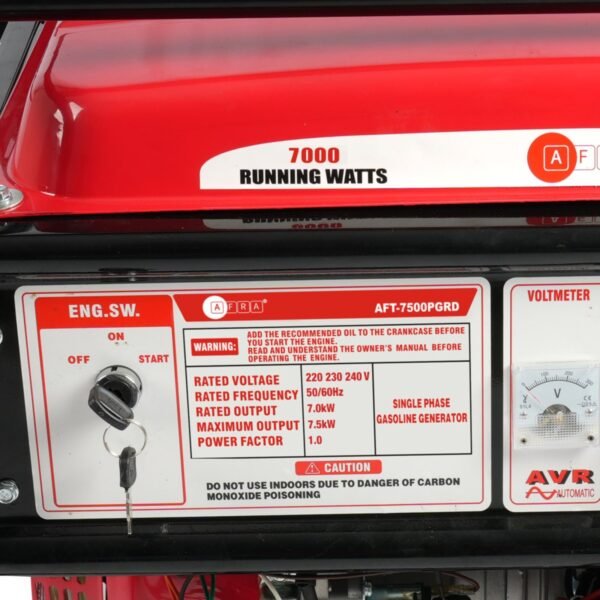 7000
RUNNING WATTS
A F R
ENG.SW.
ON
OFF START
AFRA®
AFT-7500PGRD
WARNING: ADD THE RECOMMENDED OIL TO THE CRANKCASE BEFORE
YOU START THE ENGINE.
READ AND UNDERSTAND THE OWNER'S MANUAL BEFORE
OPERATING THE ENGINE.
RATED VOLTAGE 220 230 240 V
RATED FREQUENCY 50/60Hz
RATED OUTPUT 7.0kW
MAXIMUM OUTPUT 7.5kW
POWER FACTOR 1.0
SINGLE PHASE
GASOLINE GENERATOR
CAUTION
DO NOT USE INDOORS DUE TO DANGER OF CARBON
MONOXIDE POISONING
VOLTMETER
100 200
V
AVR
AUTOMATIC